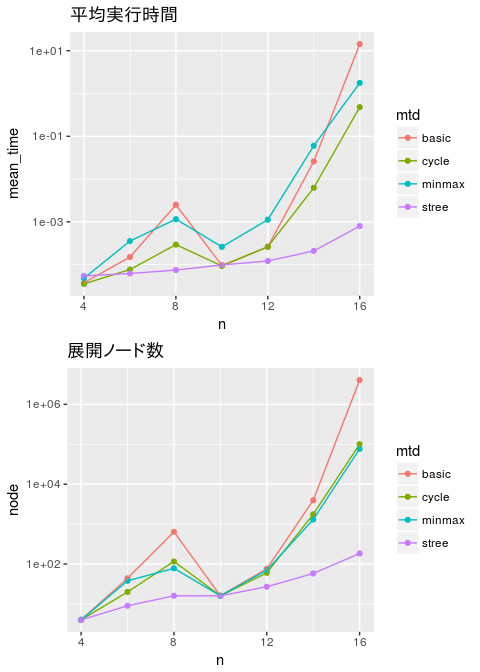 平均実行時間
1e+01
1e-01
1e-03
mean_time
4
8
12
16
n
mtd
basic
cycle
minmax
stree
展開ノード数
1e+06
1e+04
1e+02
node
4
8
12
16
n
mtd
basic
cycle
minmax
stree